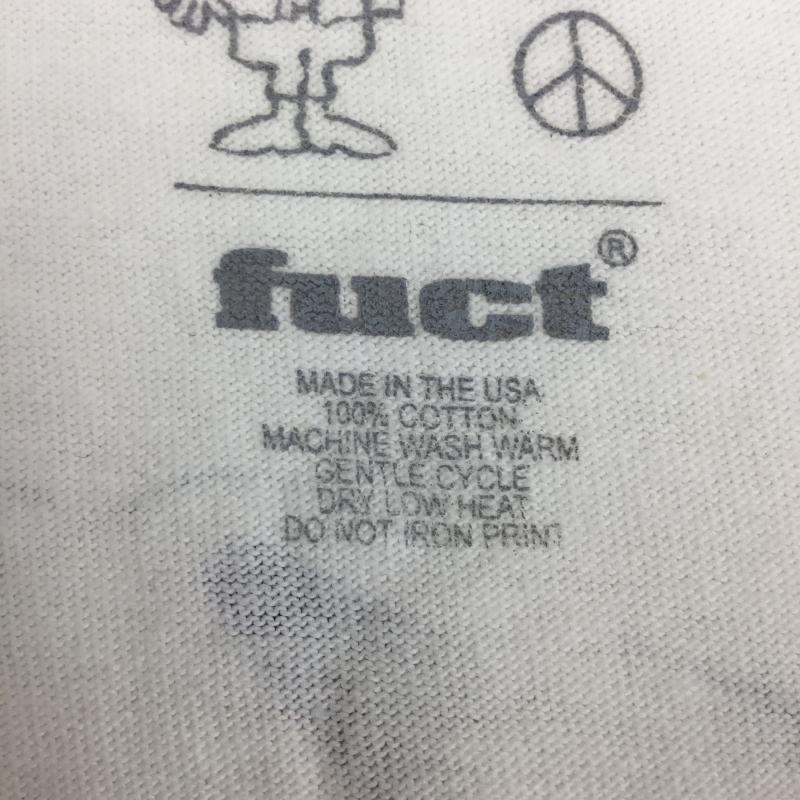 fuct®
MADE IN THE USA
100% COTTON
MACHINE WASH WARM
GENTLE CYCLE
DRY LOW HEAT
DO NOT IRON PRINT